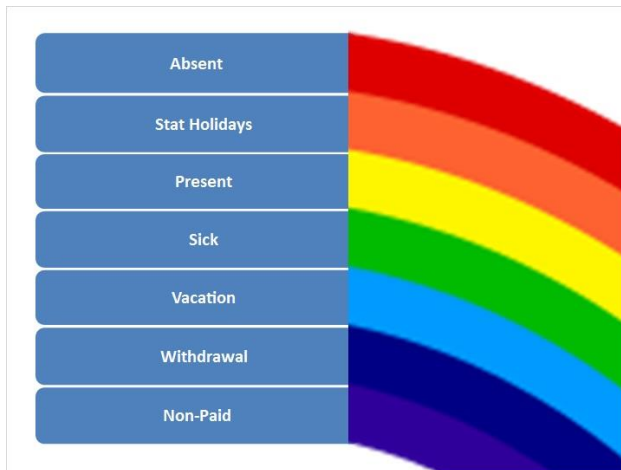 Absent
Stat Holidays
Present
Sick
Vacation
Withdrawal
Non-Paid